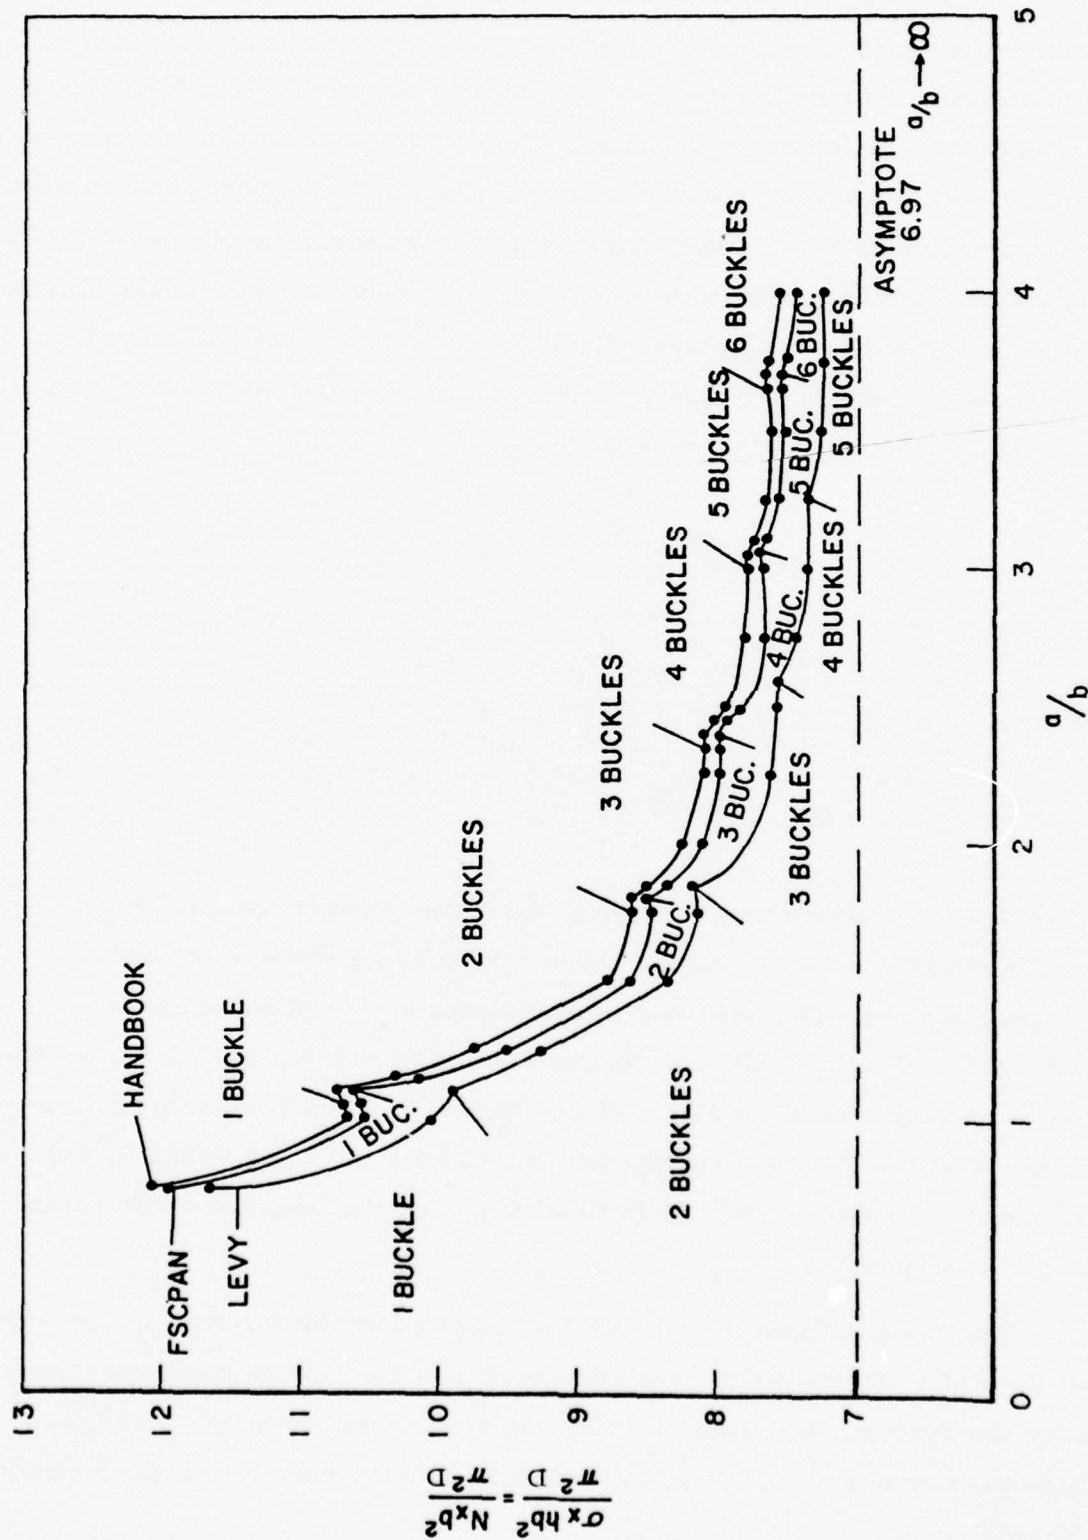 13
12
11
10
9
8
7
0
1
2
3
4
5
σx hb² / π² D = Nx b² / π² D
a/b
HANDBOOK
FSCPAN
LEVY
1 BUCKLE
2 BUCKLES
3 BUCKLES
4 BUCKLES
5 BUCKLES
6 BUCKLES
1 BUC.
2 BUC.
3 BUC.
4 BUC.
5 BUC.
6 BUC.
1 BUCKLE
2 BUCKLES
3 BUCKLES
4 BUCKLES
5 BUCKLES
ASYMPTOTE
6.97
a/b → ∞